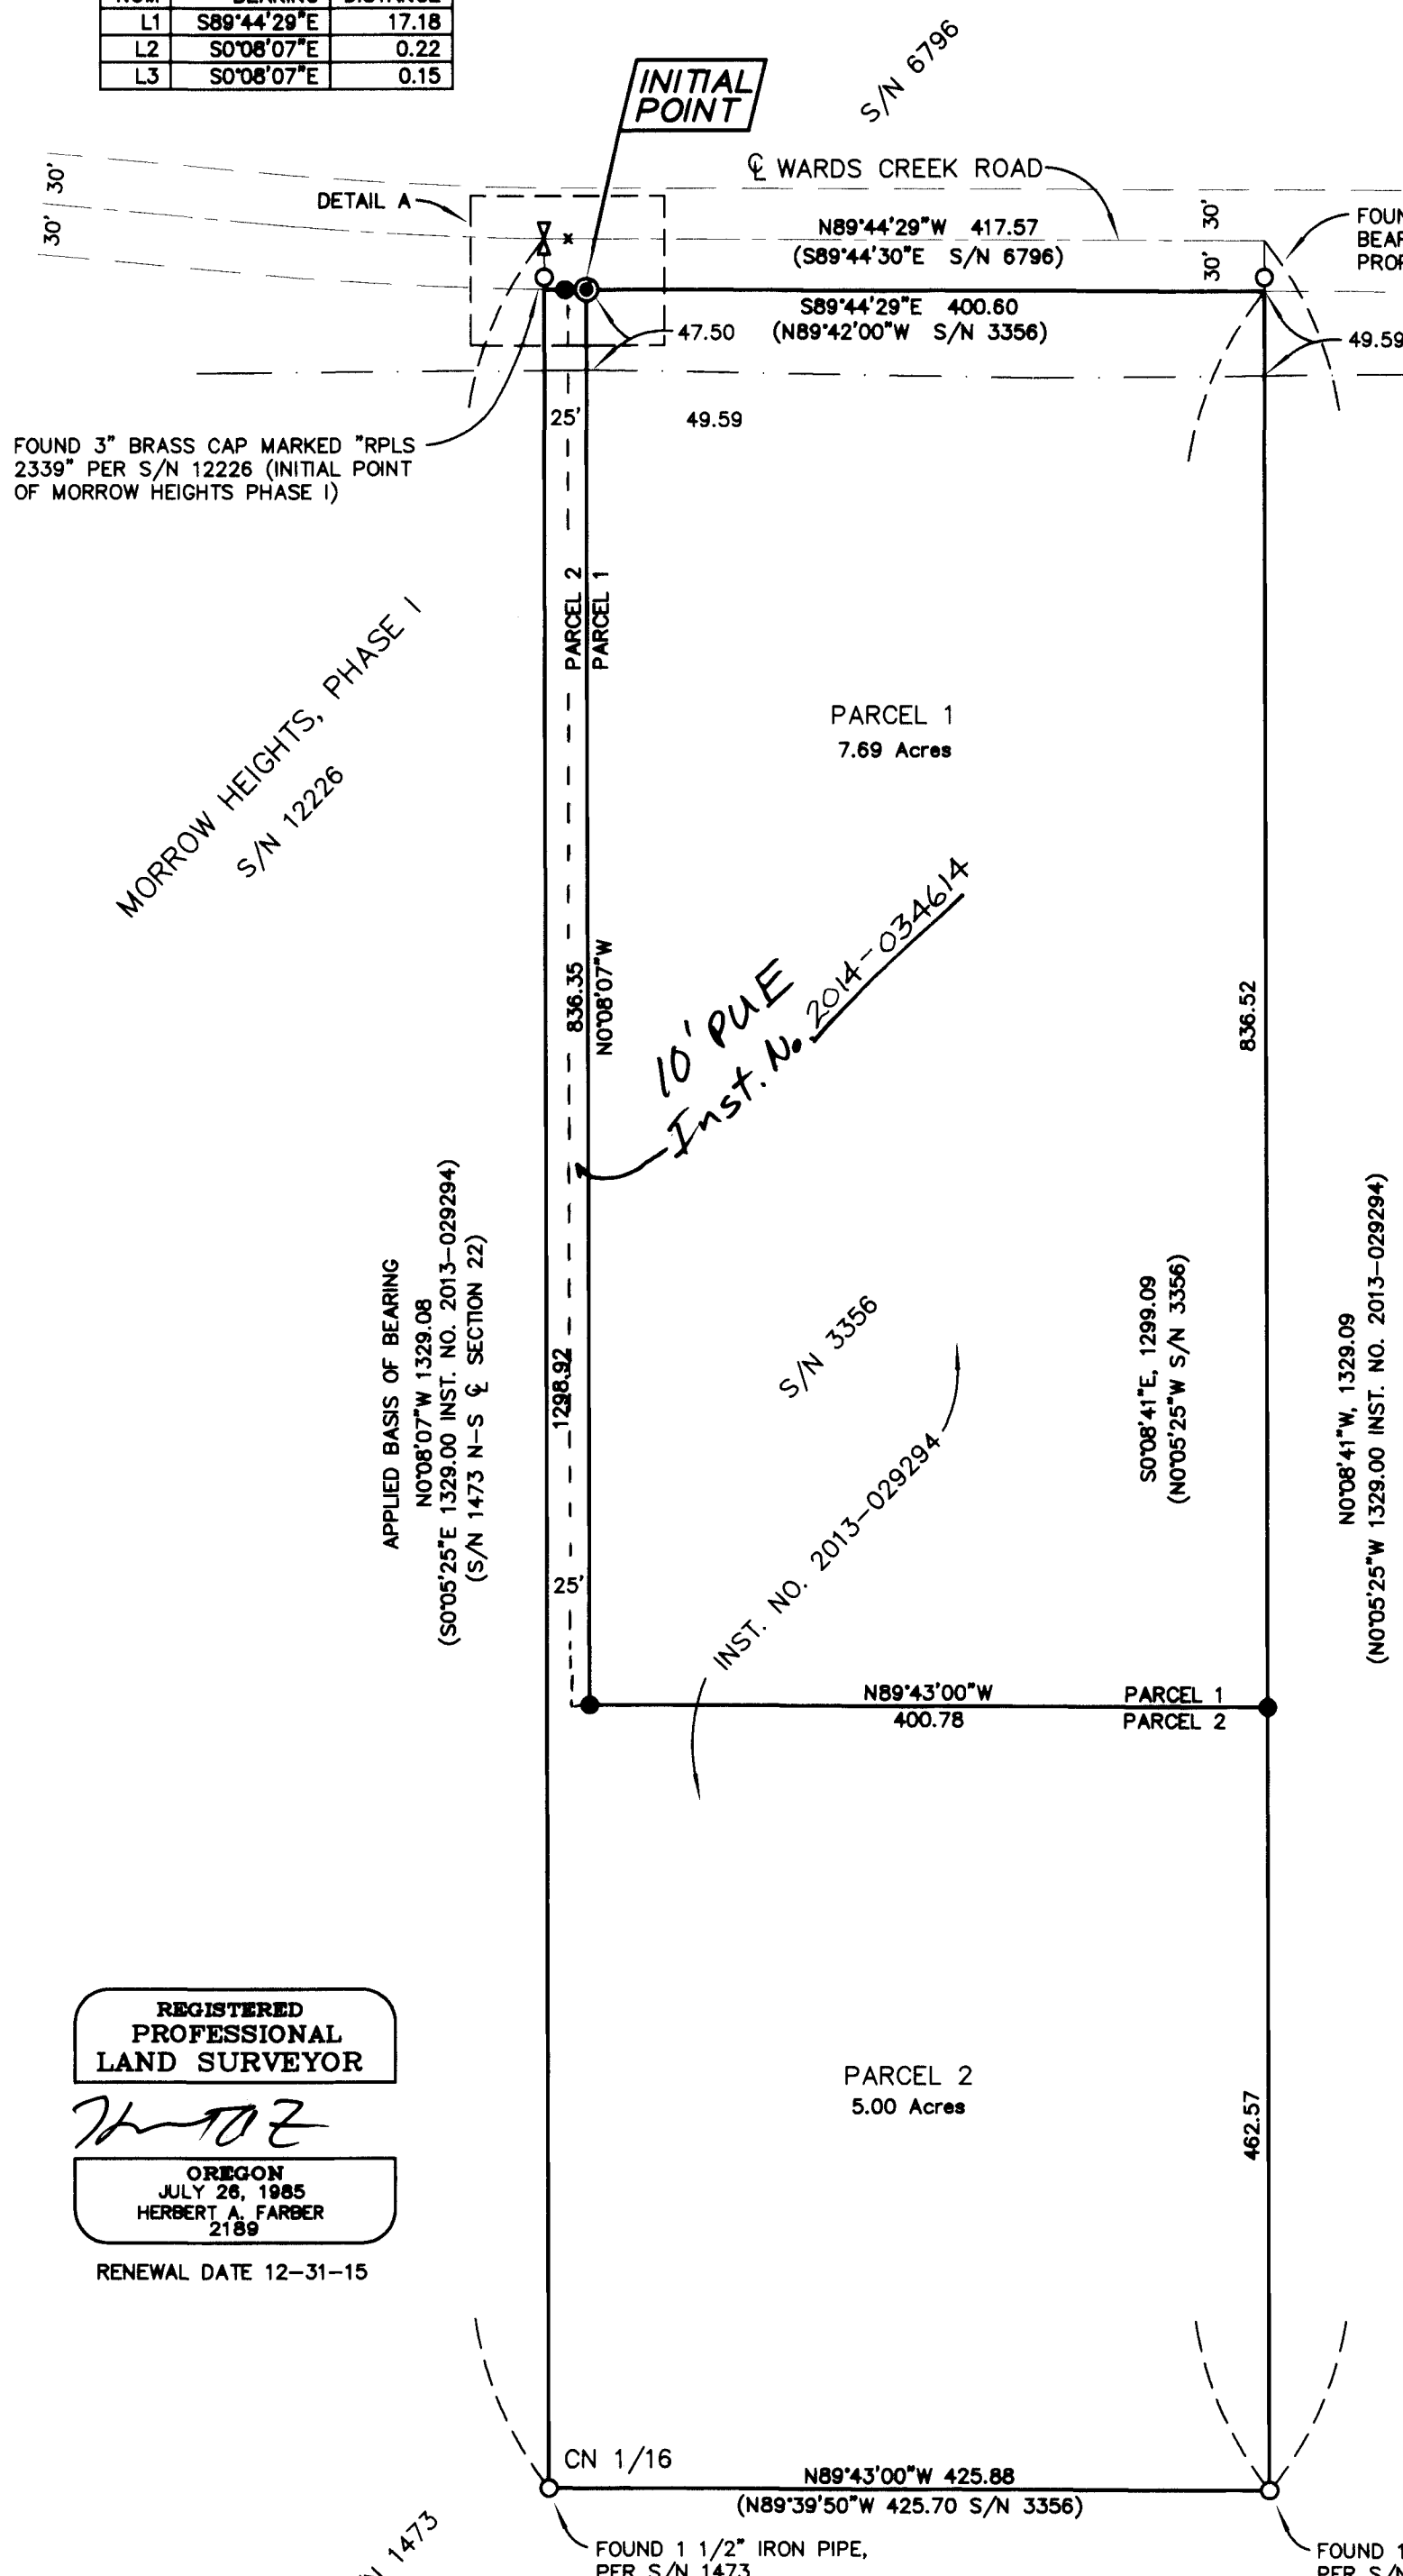 NUM BEARING DISTANCE
L1 S89°44'29"E 17.18
L2 S0°08'07"E 0.22
L3 S0°08'07"E 0.15
INITIAL
POINT
S/N 6796
30'
30'
DETAIL A
℄ WARDS CREEK ROAD
N89°44'29"W 417.57
(S89°44'30"E S/N 6796)
30'
30'
S89°44'29"E 400.60
(N89°42'00"W S/N 3356)
47.50
49.59
25'
49.59
FOUND 3" BRASS CAP MARKED "RPLS
2339" PER S/N 12226 (INITIAL POINT
OF MORROW HEIGHTS PHASE I)
PARCEL 2
PARCEL 1
MORROW HEIGHTS, PHASE I
S/N 12226
PARCEL 1
7.69 Acres
836.35
N0°08'07"W
10' PUE
Inst. No. 2014-034614
836.52
APPLIED BASIS OF BEARING
N0°08'07"W 1329.08
(S0°05'25"E 1329.00 INST. NO. 2013-029294)
(S/N 1473 N-S ℄ SECTION 22)
1298.92
S/N 3356
INST. NO. 2013-029294
S0°08'41"E, 1299.09
(N0°05'25"W S/N 3356)
N0°08'41"W, 1329.09
(N0°05'25"W 1329.00 INST. NO. 2013-029294)
25'
N89°43'00"W
400.78
PARCEL 1
PARCEL 2
PARCEL 2
5.00 Acres
462.57
REGISTERED
PROFESSIONAL
LAND SURVEYOR
OREGON
JULY 26, 1985
HERBERT A. FARBER
2189
RENEWAL DATE 12-31-15
CN 1/16
N89°43'00"W 425.88
(N89°39'50"W 425.70 S/N 3356)
1473
FOUND 1 1/2" IRON PIPE,
PER S/N 1473
FOUND 1
PER S/N